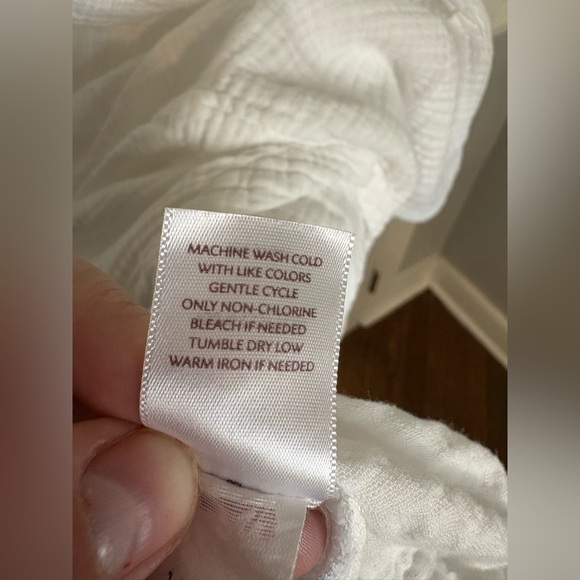 MACHINE WASH COLD
WITH LIKE COLORS
GENTLE CYCLE
ONLY NON-CHLORINE
BLEACH IF NEEDED
TUMBLE DRY LOW
WARM IRON IF NEEDED